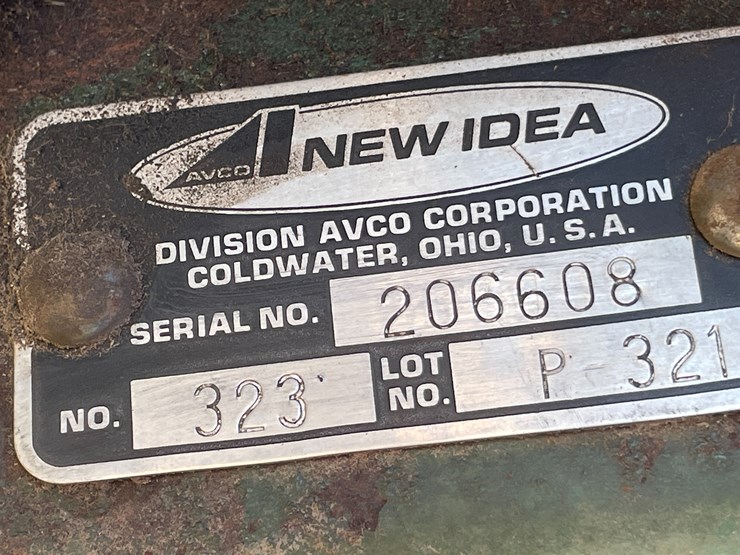 AVCO NEW IDEA
DIVISION AVCO CORPORATION
COLDWATER, OHIO, U. S. A.
SERIAL NO. 206608
NO. 323 LOT NO. P-321